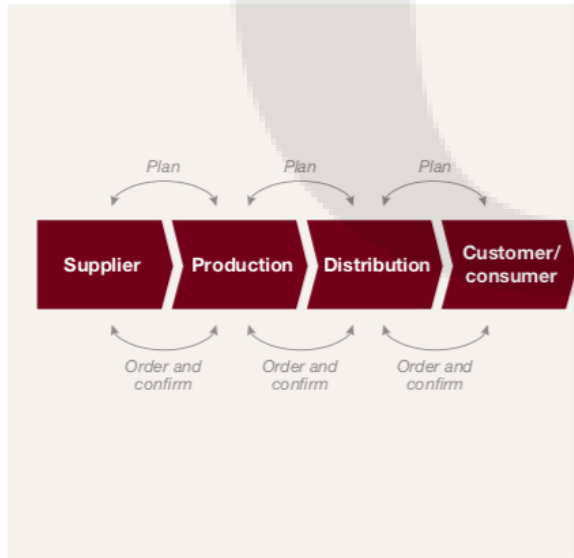 Plan
Plan
Plan
Supplier
Production
Distribution
Customer/
consumer
Order and
confirm
Order and
confirm
Order and
confirm